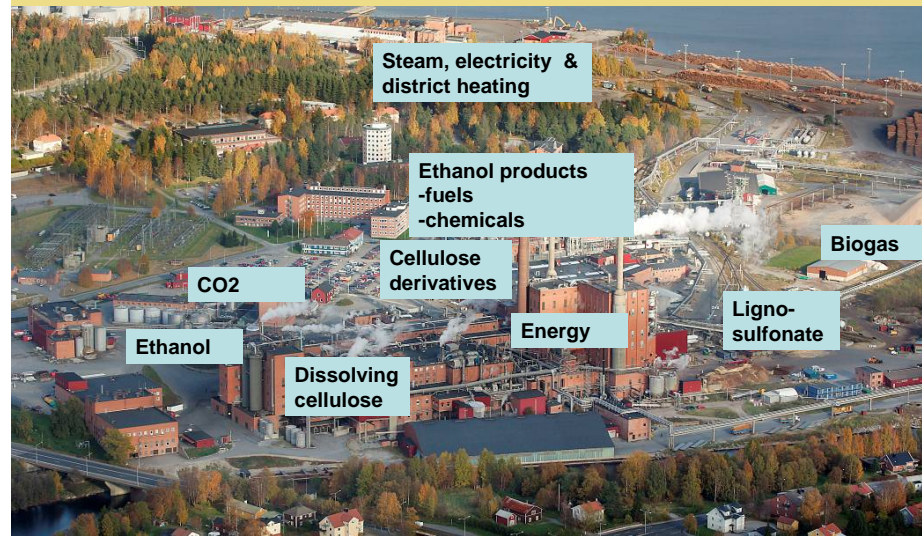 Steam, electricity &
district heating
Ethanol products
-fuels
-chemicals
Biogas
Cellulose
derivatives
CO2
Ligno-
sulfonate
Energy
Ethanol
Dissolving
cellulose